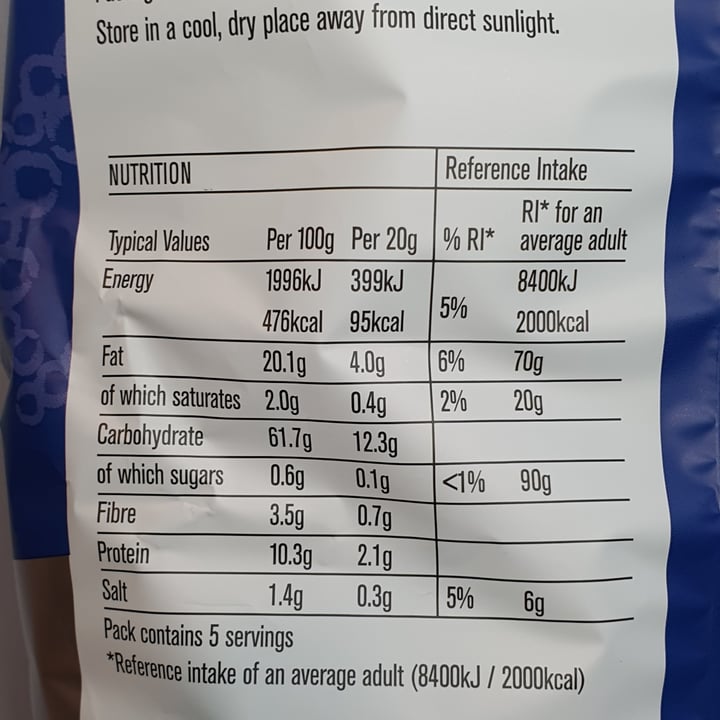 Store in a cool, dry place away from direct sunlight.
NUTRITION Reference Intake
Typical Values Per 100g Per 20g % RI* RI* for an average adult
Energy 1996kJ 399kJ 5% 8400kJ
476kcal 95kcal 2000kcal
Fat 20.1g 4.0g 6% 70g
of which saturates 2.0g 0.4g 2% 20g
Carbohydrate 61.7g 12.3g
of which sugars 0.6g 0.1g <1% 90g
Fibre 3.5g 0.7g
Protein 10.3g 2.1g
Salt 1.4g 0.3g 5% 6g
Pack contains 5 servings
*Reference intake of an average adult (8400kJ / 2000kcal)